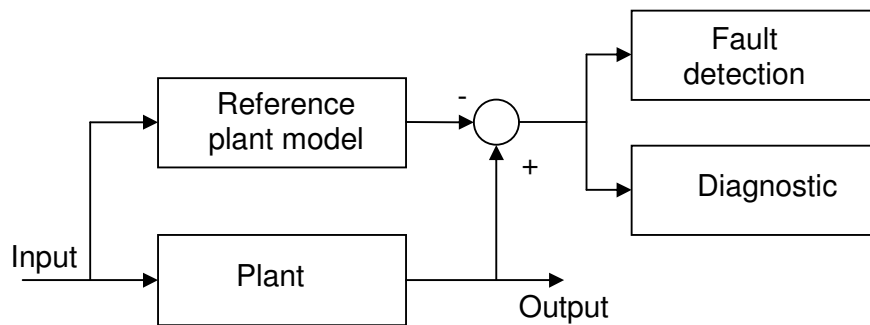 Reference
plant model
-
Fault
detection
+
Diagnostic
Input
Plant
Output